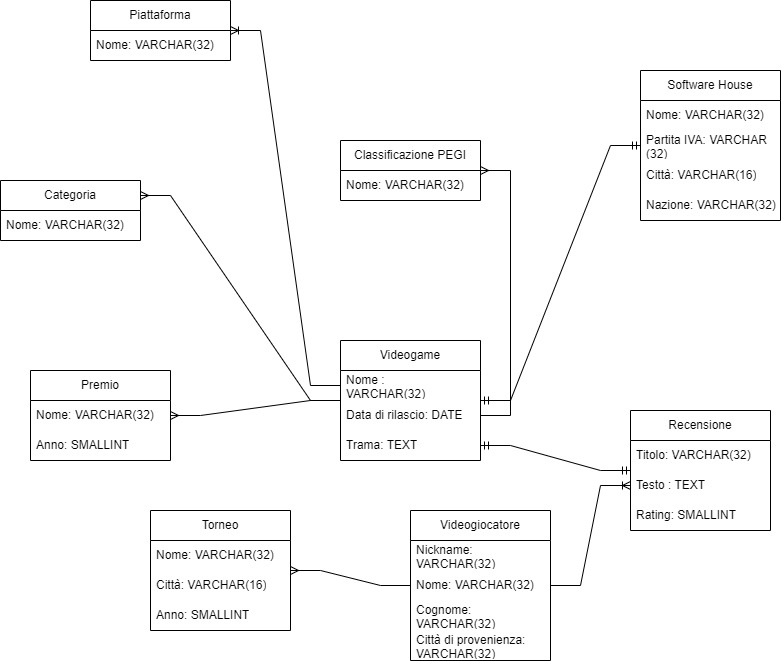 Piattaforma
Nome: VARCHAR(32)
Software House
Nome: VARCHAR(32)
Partita IVA: VARCHAR
(32)
Città: VARCHAR(16)
Nazione: VARCHAR(32)
Classificazione PEGI
Nome: VARCHAR(32)
Categoria
Nome: VARCHAR(32)
Videogame
Nome :
VARCHAR(32)
Data di rilascio: DATE
Trama: TEXT
Premio
Nome: VARCHAR(32)
Anno: SMALLINT
Recensione
Titolo: VARCHAR(32)
Testo : TEXT
Rating: SMALLINT
Torneo
Nome: VARCHAR(32)
Città: VARCHAR(16)
Anno: SMALLINT
Videogiocatore
Nickname:
VARCHAR(32)
Nome: VARCHAR(32)
Cognome:
VARCHAR(32)
Città di provenienza:
VARCHAR(32)